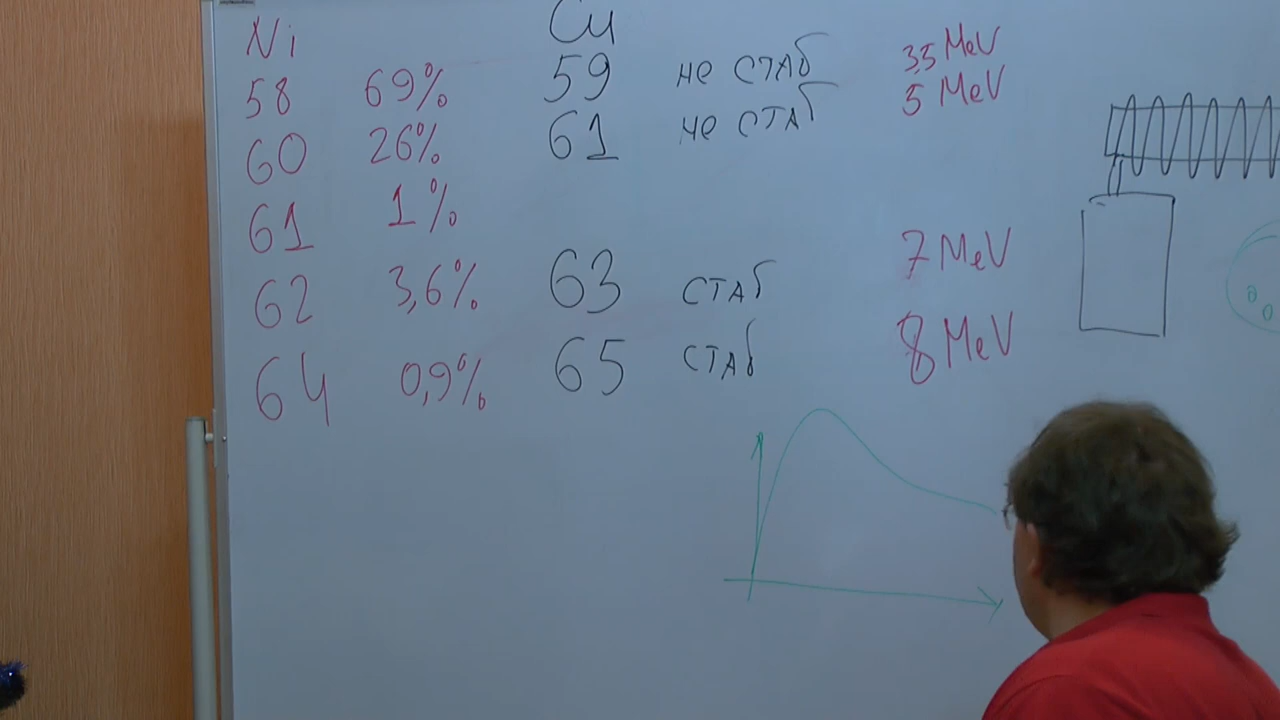 Ni Cu
58 69% 59 не стаб 3,5 MeV
60 26% 61 не стаб 5 MeV
61 1%
62 3,6% 63 стаб 7 MeV
64 0,9% 65 стаб 8 MeV